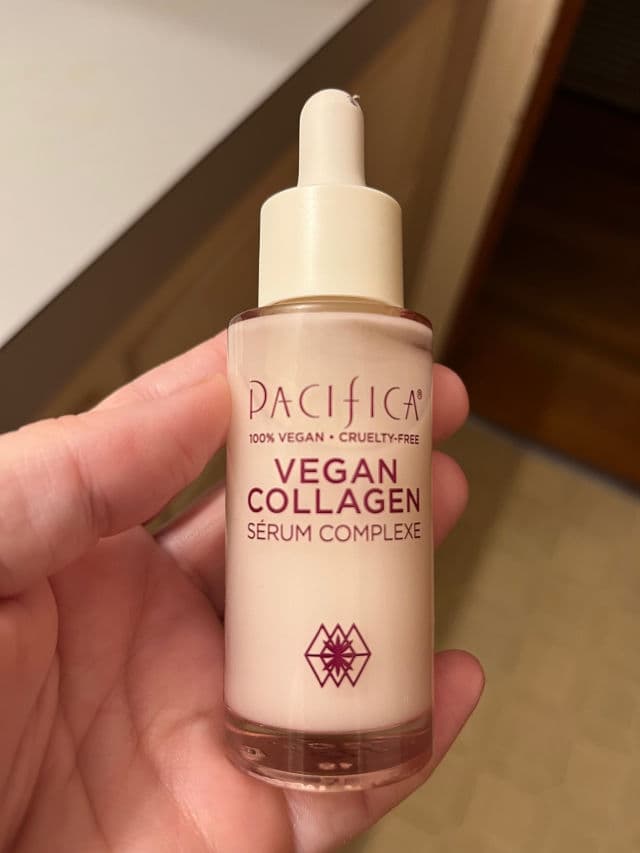 PACIFICA®
100% VEGAN • CRUELTY-FREE
VEGAN
COLLAGEN
SÉRUM COMPLEXE